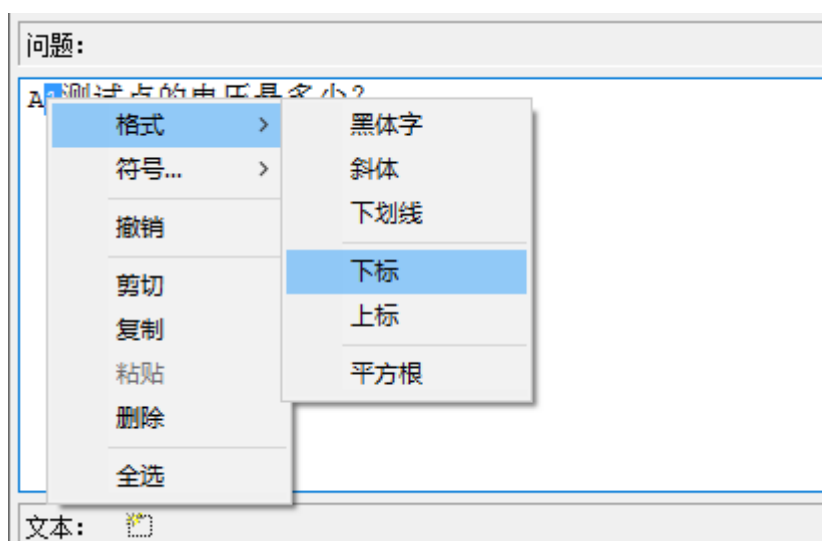 问题:
A1测试点的电压是多少?
格式 >
符号... >
撤销
剪切
复制
粘贴
删除
全选
黑体字
斜体
下划线
下标
上标
平方根
文本: